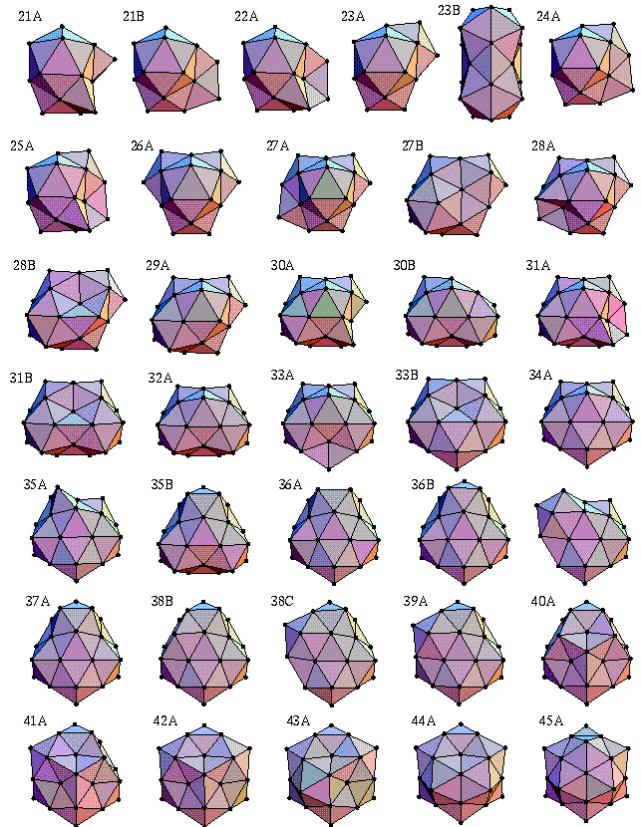 21A 21B 22A 23A 23B 24A
25A 26A 27A 27B 28A
28B 29A 30A 30B 31A
31B 32A 33A 33B 34A
35A 35B 36A 36B
37A 38B 38C 39A 40A
41A 42A 43A 44A 45A